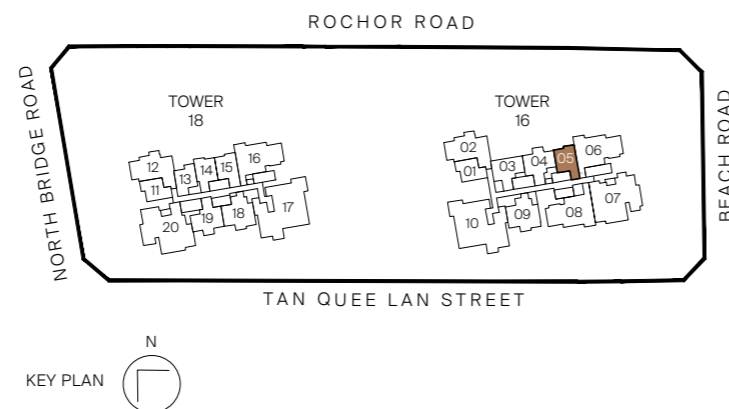 ROCHOR ROAD
NORTH BRIDGE ROAD
BEACH ROAD
TOWER
18
12
11
13
14
15
16
17
18
19
20
TOWER
16
02
01
03
04
05
06
07
08
09
10
TAN QUEE LAN STREET
N
KEY PLAN